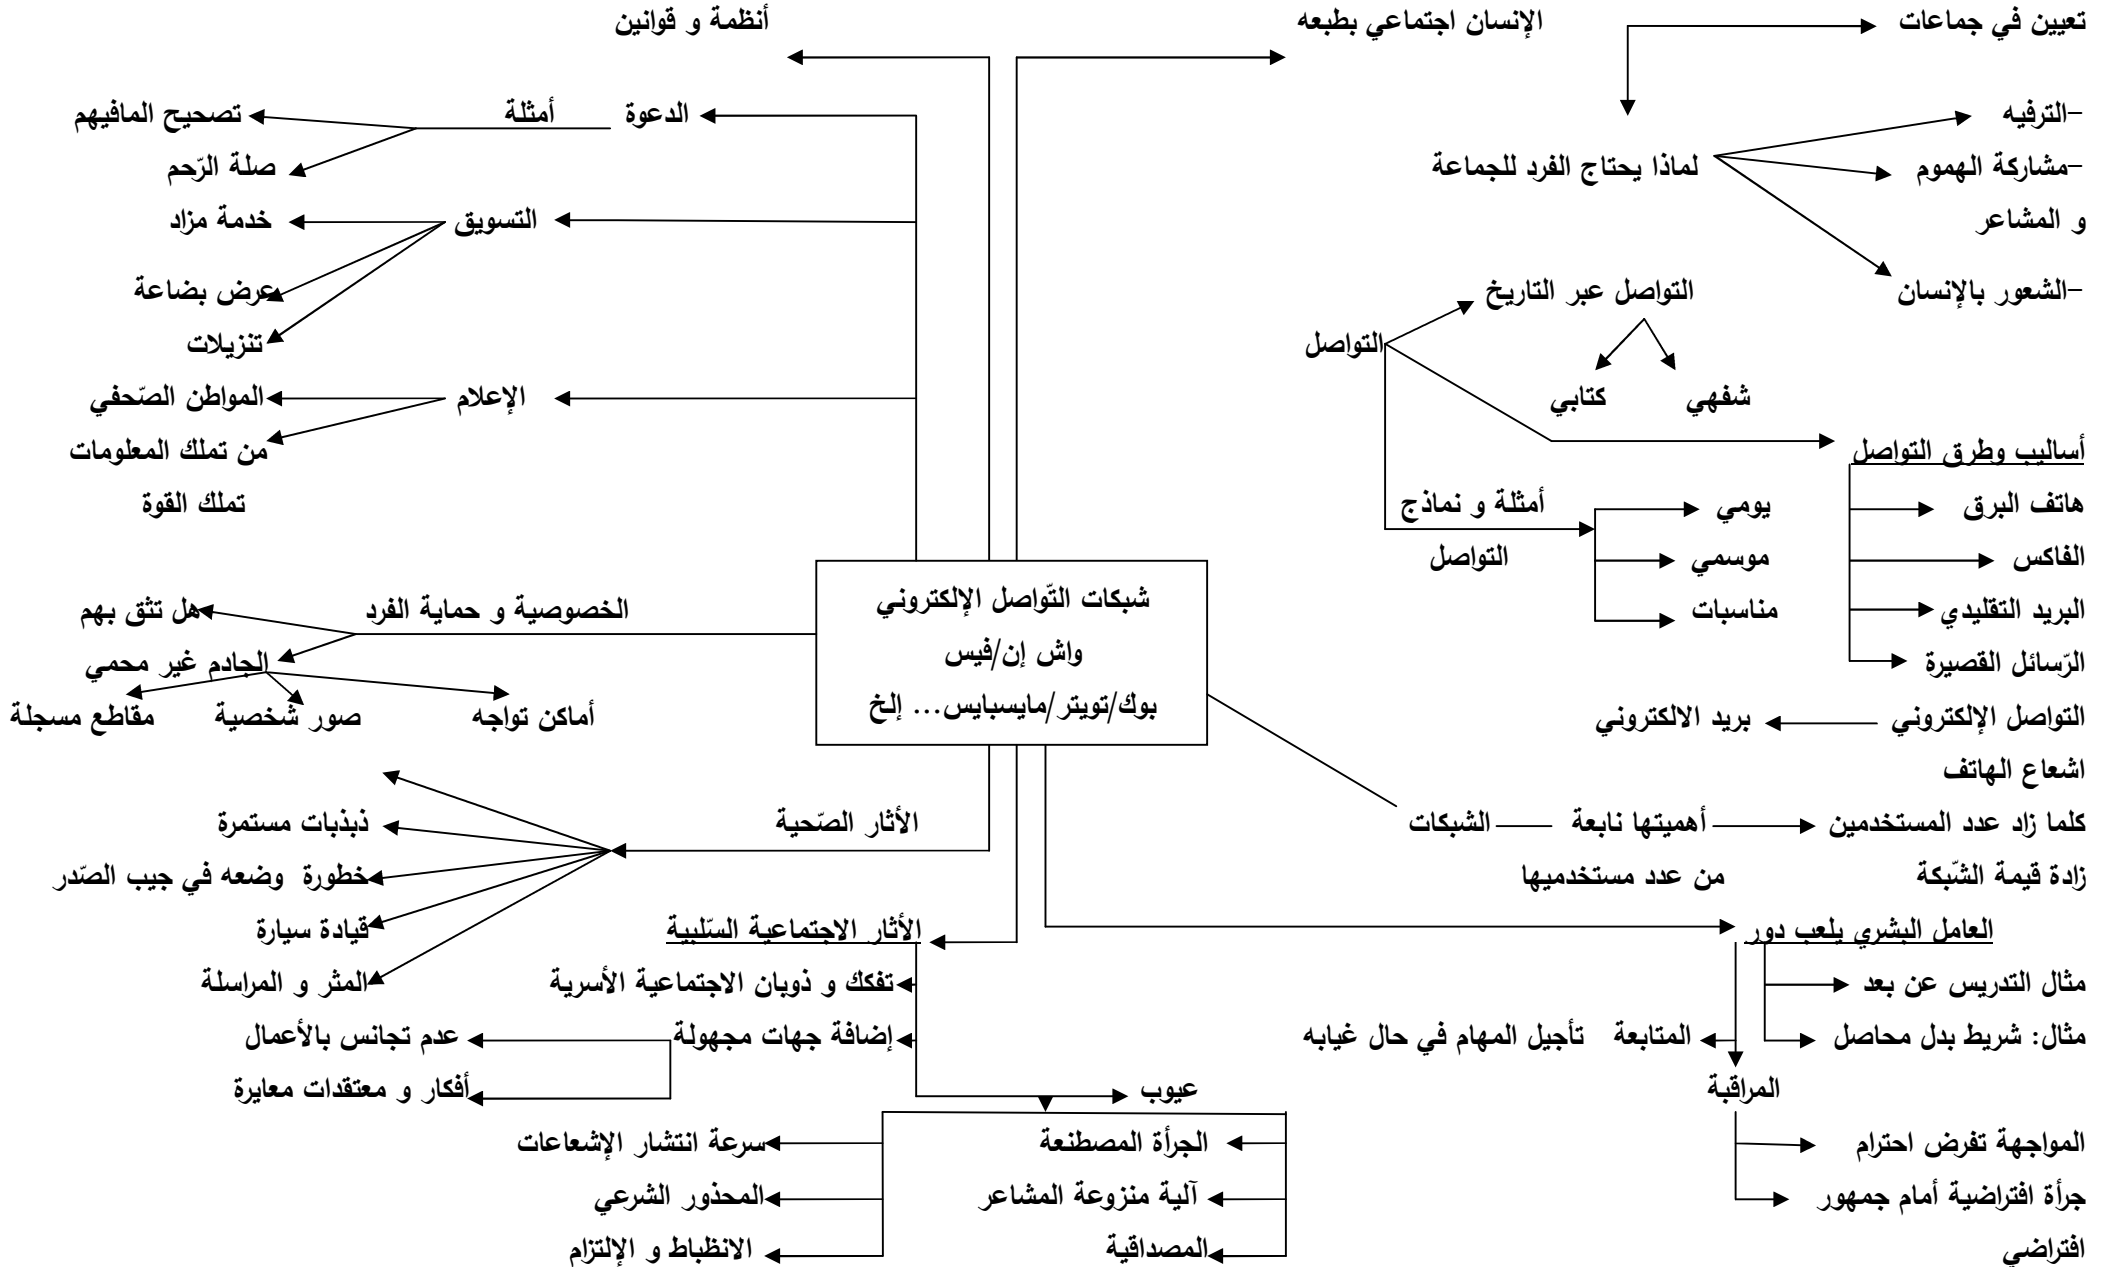 تعيين في جماعات
الإنسان اجتماعي بطبعه
أنظمة و قوانين
-الترفيه
-مشاركة الهموم
و المشاعر
-الشعور بالإنسان
لماذا يحتاج الفرد للجماعة
الدعوة
أمثلة
تصحيح المافيهم
صلة الرّحم
التسويق
خدمة مزاد
عرض بضاعة
تنزيلات
الإعلام
المواطن الصّحفي
من تملك المعلومات
تملك القوة
التواصل عبر التاريخ
التواصل
شفهي
كتابي
أساليب وطرق التواصل
هاتف البرق
الفاكس
البريد التقليدي
الرّسائل القصيرة
أمثلة و نماذج
التواصل
يومي
موسمي
مناسبات
التواصل الإلكتروني
بريد الالكتروني
اشعاع الهاتف
شبكات التّواصل الإلكتروني
واش إن/فيس
بوك/تويتر/مايسبايس... إلخ
الخصوصية و حماية الفرد
هل تثق بهم
الجادم غير محمي
أماكن تواجه
صور شخصية
مقاطع مسجلة
كلما زاد عدد المستخدمين
زادة قيمة الشّبكة
أهميتها نابعة
من عدد مستخدميها
الشبكات
الأثار الصّحية
ذبذبات مستمرة
خطورة وضعه في جيب الصّدر
قيادة سيارة
المثر و المراسلة
العامل البشري يلعب دور
مثال التدريس عن بعد
مثال: شريط بدل محاصل
المتابعة
تأجيل المهام في حال غيابه
المراقبة
المواجهة تفرض احترام
جرأة افتراضية أمام جمهور
افتراضي
الأثار الاجتماعية السّلبية
تفكك و ذوبان الاجتماعية الأسرية
إضافة جهات مجهولة
عدم تجانس بالأعمال
أفكار و معتقدات معايرة
عيوب
الجرأة المصطنعة
آلية منزوعة المشاعر
المصداقية
سرعة انتشار الإشعاعات
المحذور الشرعي
الانظباط و الإلتزام